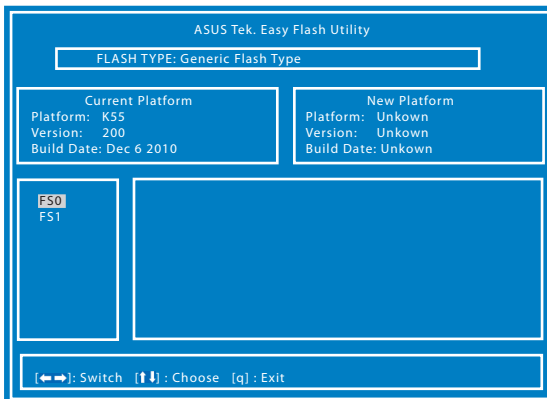 ASUS Tek. Easy Flash Utility
FLASH TYPE: Generic Flash Type
Current Platform
Platform: K55
Version: 200
Build Date: Dec 6 2010
New Platform
Platform: Unkown
Version: Unkown
Build Date: Unkown
FS0
FS1
[←→]: Switch [↑↓] : Choose [q] : Exit